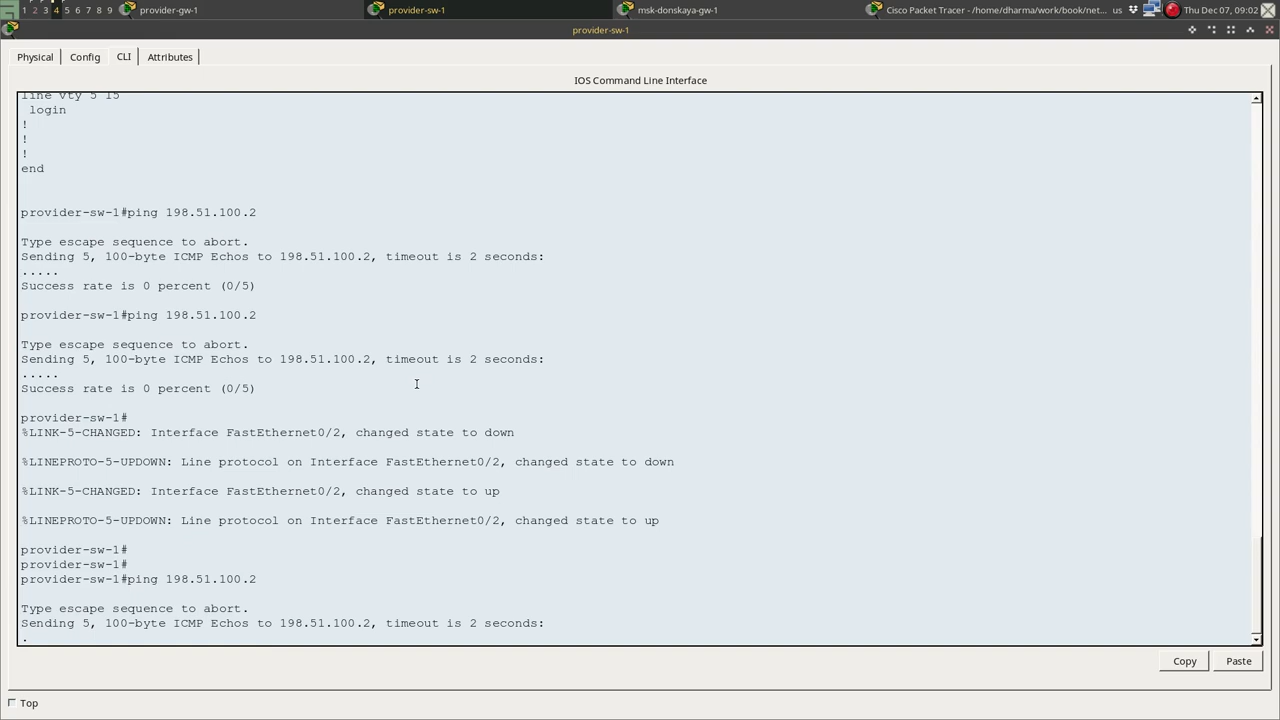 1 2 3 4 5 6 7 8 9 provider-gw-1 provider-sw-1 msk-donskaya-gw-1 Cisco Packet Tracer - /home/dharma/work/book/net... us Thu Dec 07, 09:02
provider-sw-1
Physical Config CLI Attributes
IOS Command Line Interface
line vty 5 15
login
!
!
!
end
provider-sw-1#ping 198.51.100.2
Type escape sequence to abort.
Sending 5, 100-byte ICMP Echos to 198.51.100.2, timeout is 2 seconds:
.....
Success rate is 0 percent (0/5)
provider-sw-1#ping 198.51.100.2
Type escape sequence to abort.
Sending 5, 100-byte ICMP Echos to 198.51.100.2, timeout is 2 seconds:
.....
Success rate is 0 percent (0/5)
provider-sw-1#
%LINK-5-CHANGED: Interface FastEthernet0/2, changed state to down
%LINEPROTO-5-UPDOWN: Line protocol on Interface FastEthernet0/2, changed state to down
%LINK-5-CHANGED: Interface FastEthernet0/2, changed state to up
%LINEPROTO-5-UPDOWN: Line protocol on Interface FastEthernet0/2, changed state to up
provider-sw-1#
provider-sw-1#
provider-sw-1#ping 198.51.100.2
Type escape sequence to abort.
Sending 5, 100-byte ICMP Echos to 198.51.100.2, timeout is 2 seconds:
.
Copy Paste
Top